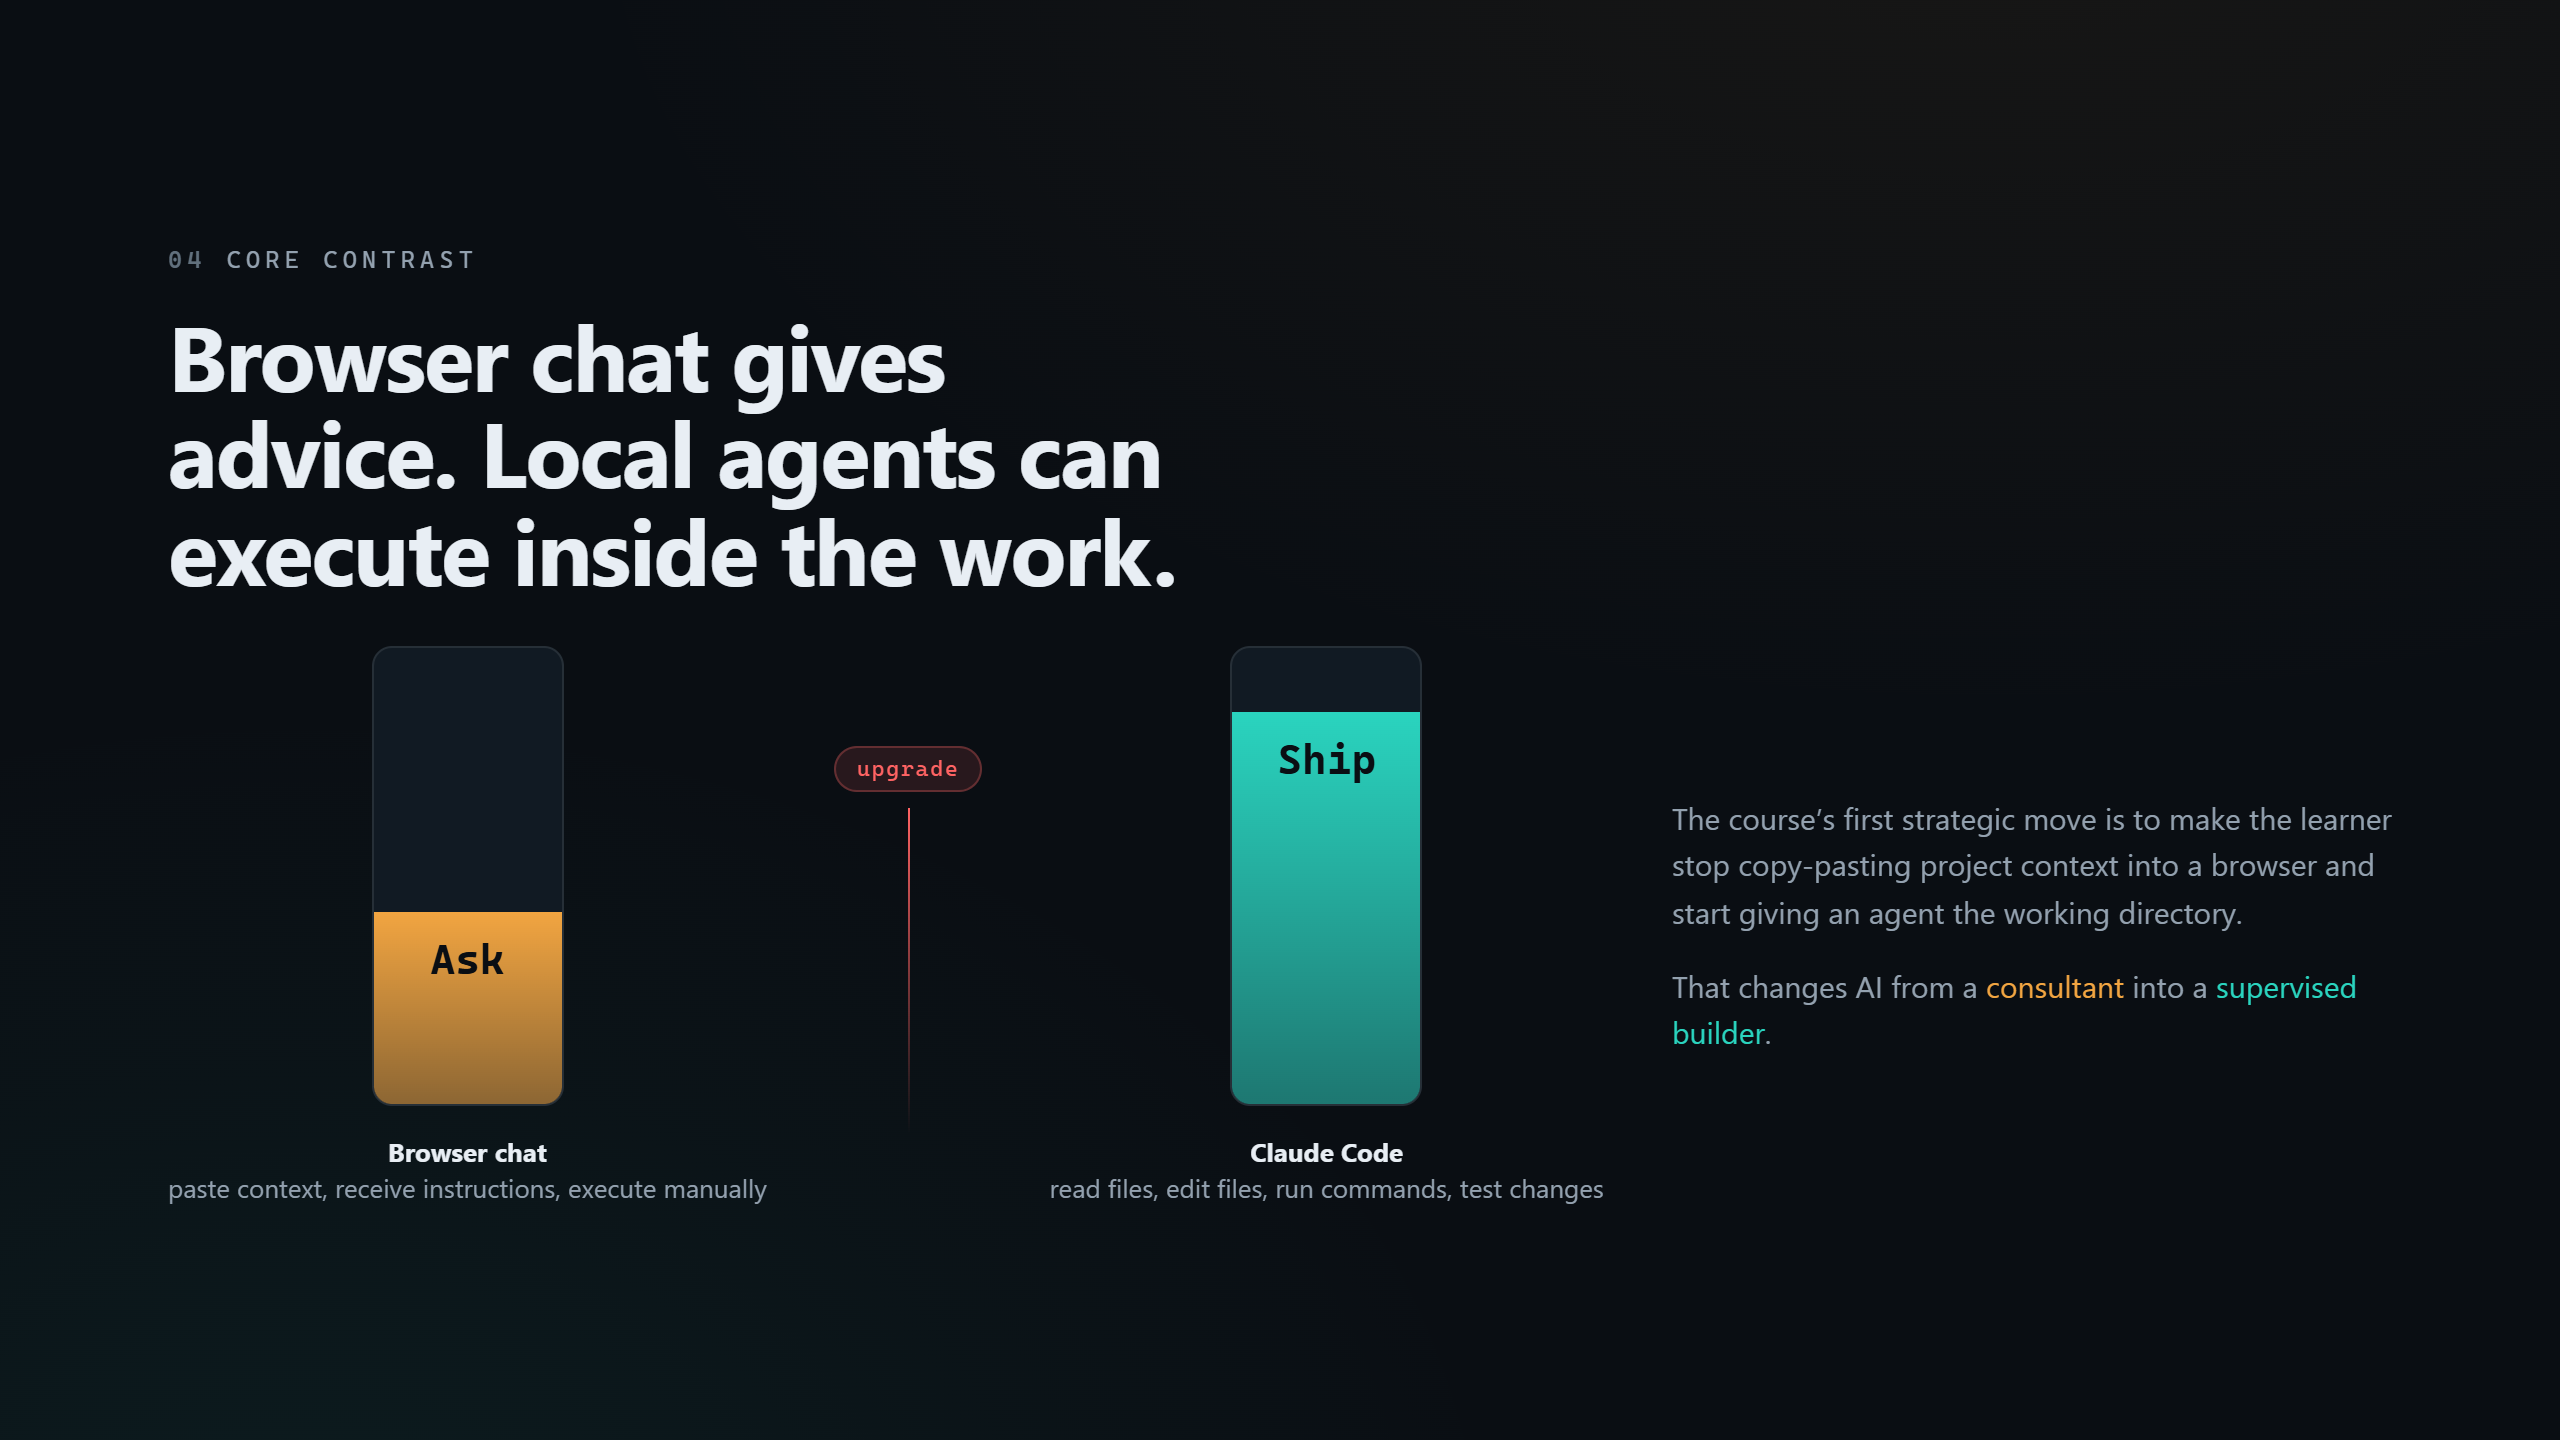 04 CORE CONTRAST
Browser chat gives
advice. Local agents can
execute inside the work.
Ask
upgrade
Ship
Browser chat
paste context, receive instructions, execute manually
Claude Code
read files, edit files, run commands, test changes
The course’s first strategic move is to make the learner
stop copy-pasting project context into a browser and
start giving an agent the working directory.
That changes AI from a consultant into a supervised
builder.